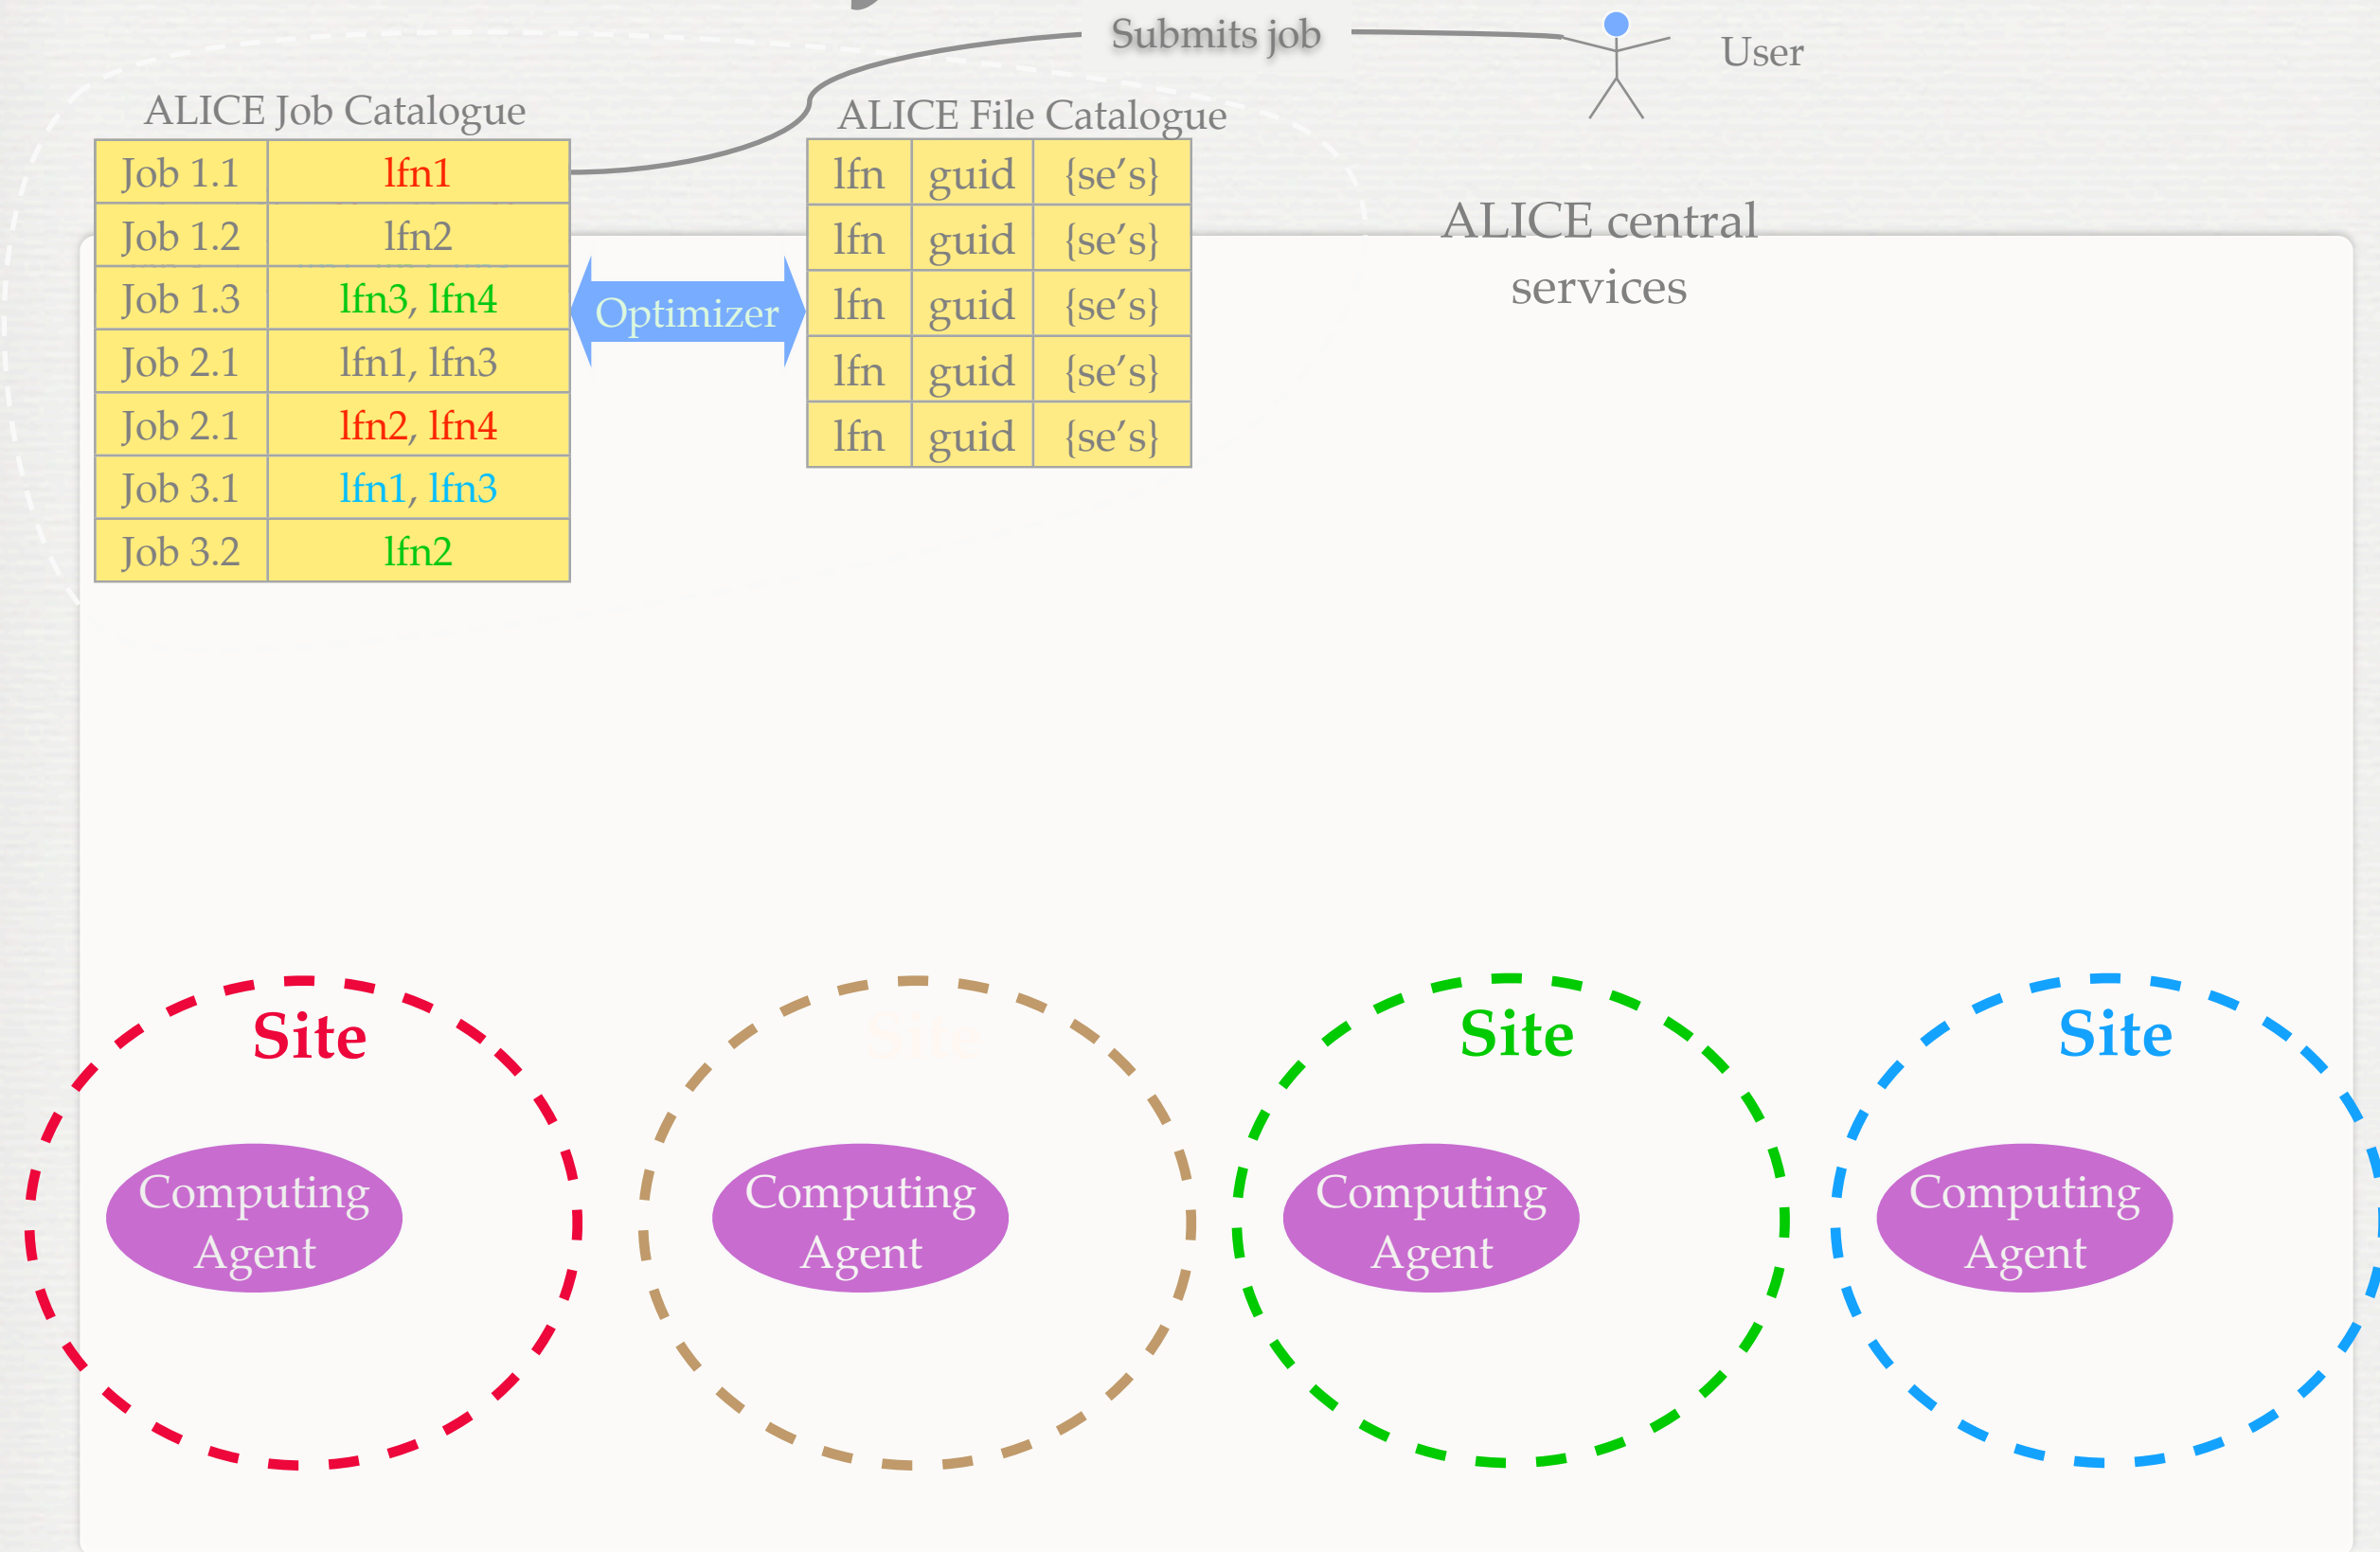 Submits job
User
ALICE Job Catalogue
ALICE File Catalogue
Job 1.1 lfn1
Job 1.2 lfn2
Job 1.3 lfn3, lfn4
Job 2.1 lfn1, lfn3
Job 2.1 lfn2, lfn4
Job 3.1 lfn1, lfn3
Job 3.2 lfn2
Optimizer
lfn guid {se’s}
lfn guid {se’s}
lfn guid {se’s}
lfn guid {se’s}
lfn guid {se’s}
ALICE central
services
Site
Site
Site
Site
Computing
Agent
Computing
Agent
Computing
Agent
Computing
Agent